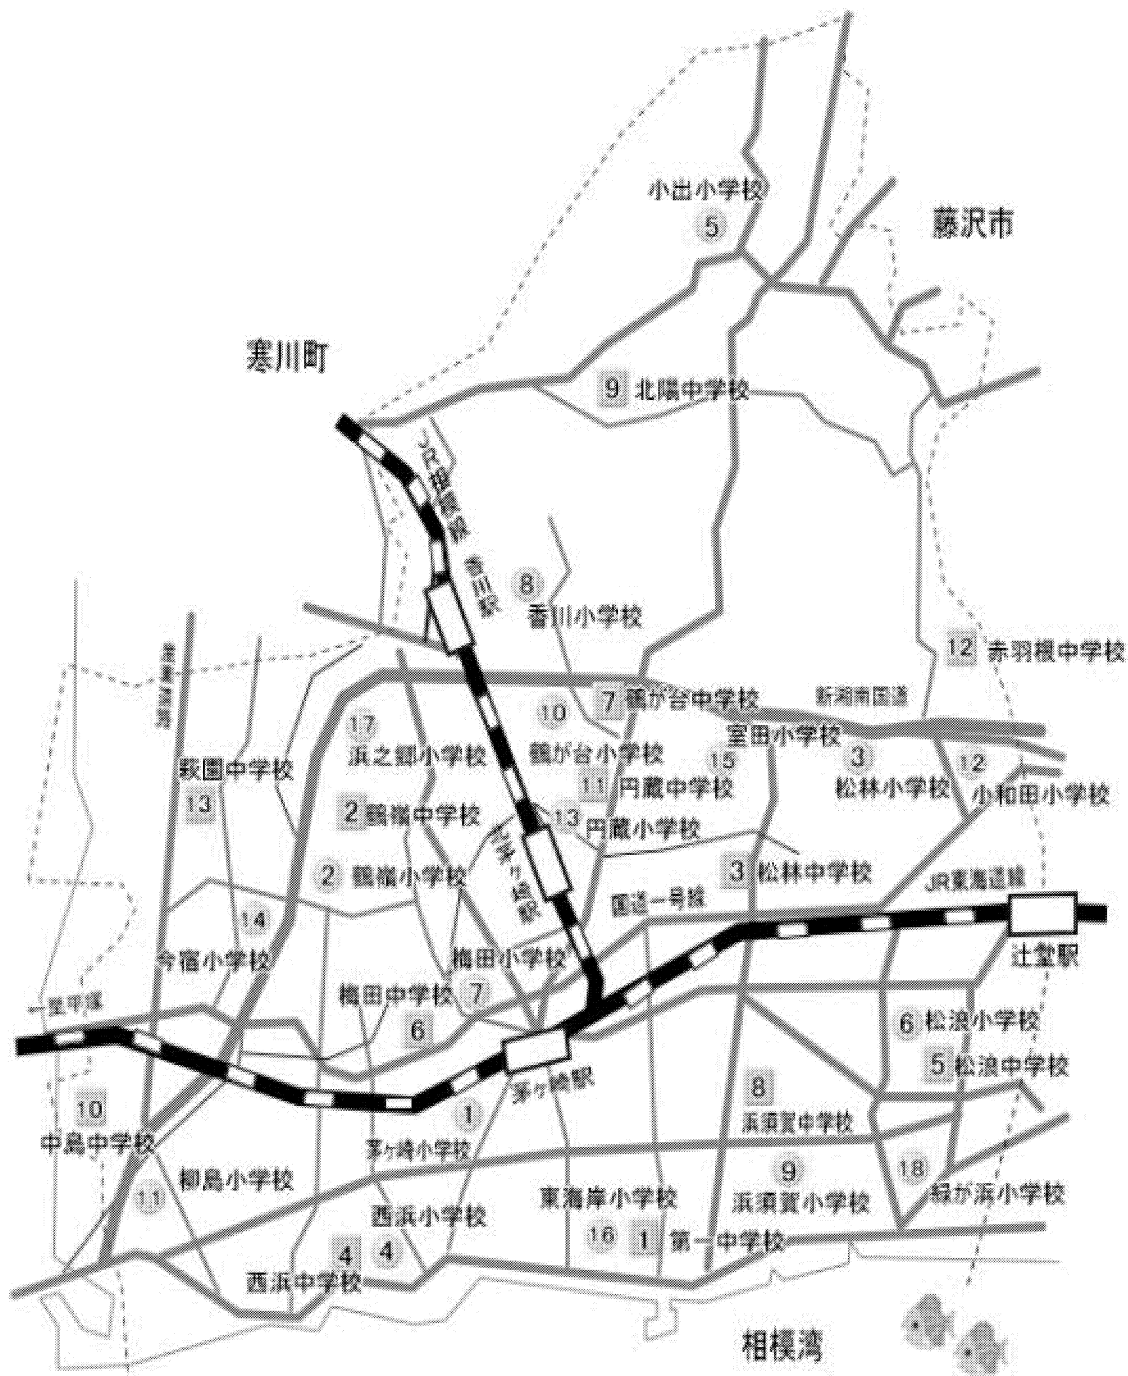 小出小学校
5
藤沢市
寒川町
9 北陽中学校
JR相模線
香川駅
8
香川小学校
12 赤羽根中学校
7 鶴が台中学校
新湘南国道
10
17
浜之郷小学校
鶴が台小学校
室田小学校
15
3
松林小学校
12
小和田小学校
萩園中学校
13
11 円蔵中学校
2 鶴嶺中学校
13 円蔵小学校
北茅ヶ崎駅
3 松林中学校
2 鶴嶺小学校
国道一号線
JR東海道線
14
今宿小学校
梅田小学校
7
辻堂駅
梅田中学校
6
至平塚
6 松浪小学校
5 松浪中学校
茅ヶ崎駅
8
浜須賀中学校
10
中島中学校
1
茅ヶ崎小学校
9
浜須賀小学校
18
緑が浜小学校
柳島小学校
11
東海岸小学校
16
1 第一中学校
西浜小学校
4
4
西浜中学校
相模湾